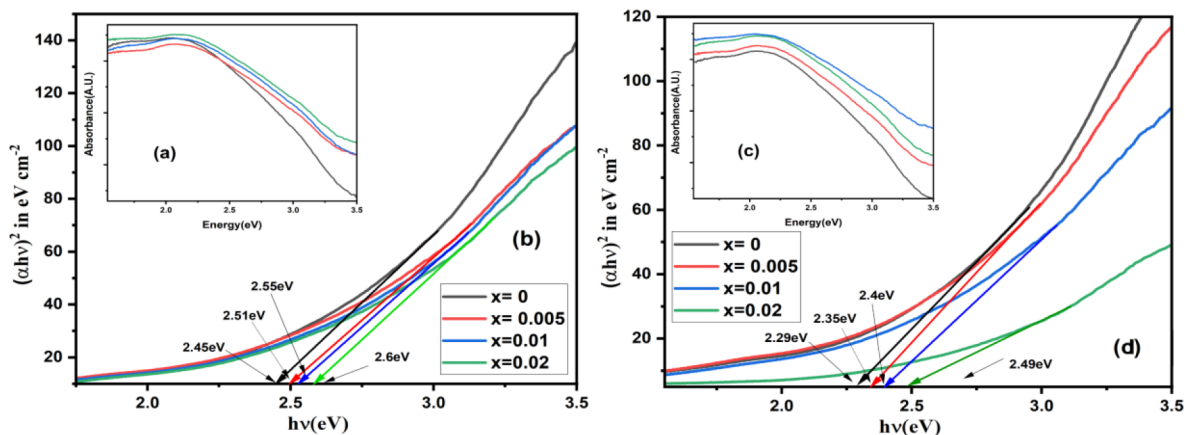 140
120
100
80
60
40
20
(αhν)² in eV cm⁻²
Absorbance(A.U.)
(a)
2.0
2.5
3.0
3.5
Energy(eV)
(b)
2.55eV
2.51eV
2.45eV
2.6eV
x= 0
x= 0.005
x=0.01
x=0.02
2.0
2.5
3.0
3.5
hν(eV)
120
100
80
60
40
20
(αhν)² in eV cm⁻²
Absorbance(A.U.)
(c)
2.0
2.5
3.0
3.5
Energy(eV)
x= 0
x= 0.005
x=0.01
x=0.02
2.4eV
2.35eV
2.29eV
2.49eV
(d)
2.0
2.5
3.0
3.5
hν(eV)